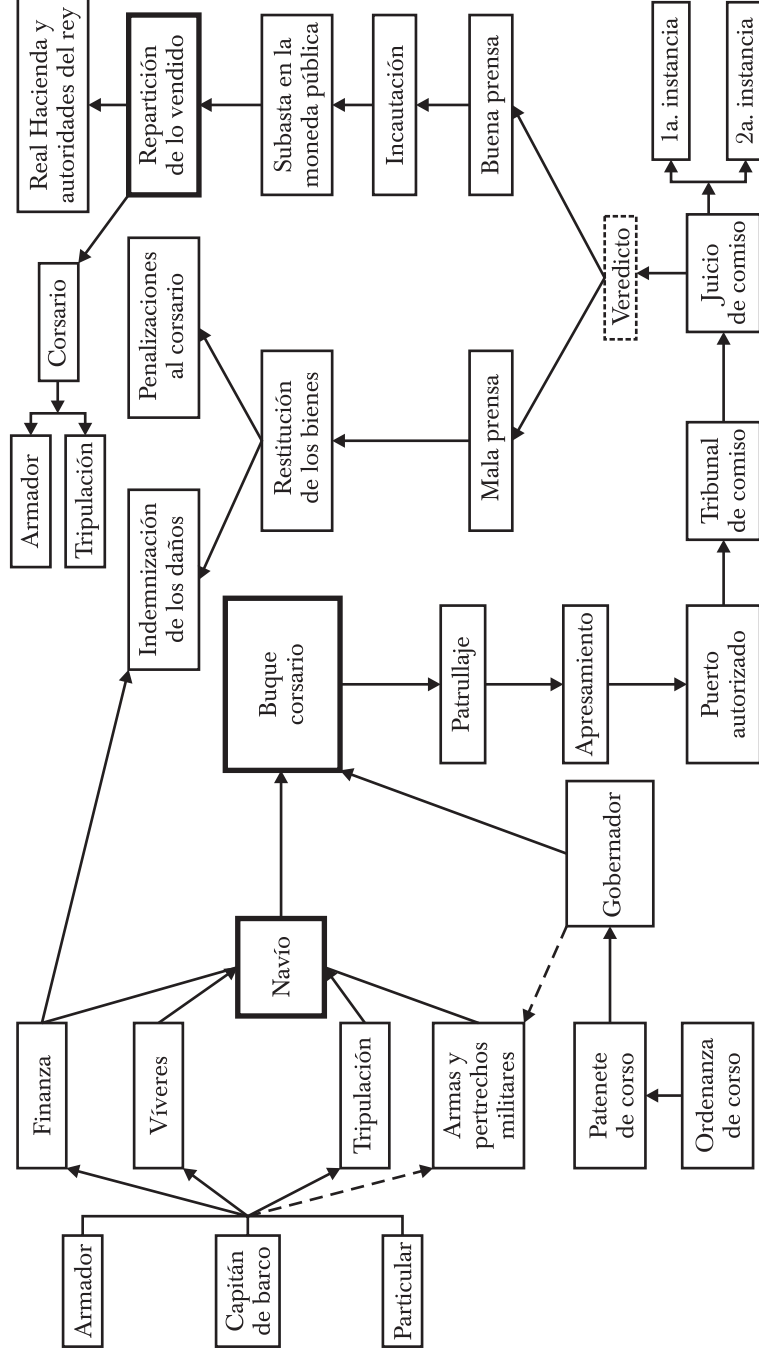 Armador
Capitán
de barco
Particular
Finanza
Víveres
Tripulación
Armas y
pertrechos
militares
Patenete
de corso
Ordenanza
de corso
Navío
Gobernador
Buque
corsario
Patrullaje
Apresamiento
Puerto
autorizado
Tribunal
de comiso
Juicio
de comiso
1a. instancia
2a. instancia
Veredicto
Mala prensa
Buena prensa
Restitución
de los bienes
Indemnización
de los daños
Penalizaciones
al corsario
Incautación
Subasta en la
moneda pública
Repartición
de lo vendido
Real Hacienda y
autoridades del rey
Corsario
Armador
Tripulación